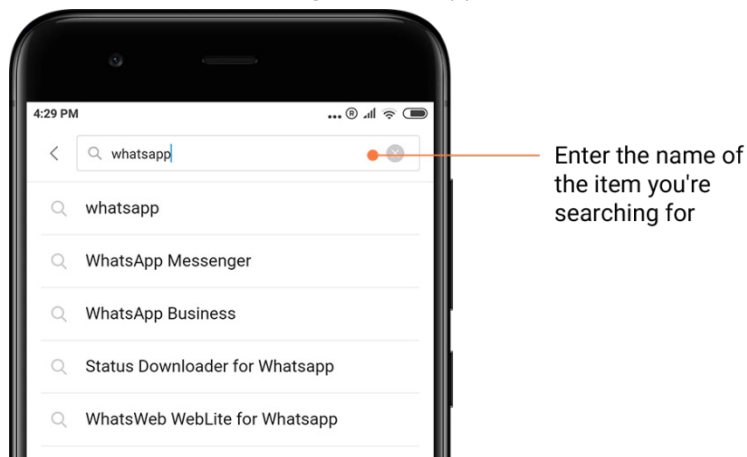 4:29 PM
whatsapp
Enter the name of
the item you're
searching for
whatsapp
WhatsApp Messenger
WhatsApp Business
Status Downloader for Whatsapp
WhatsWeb WebLite for Whatsapp